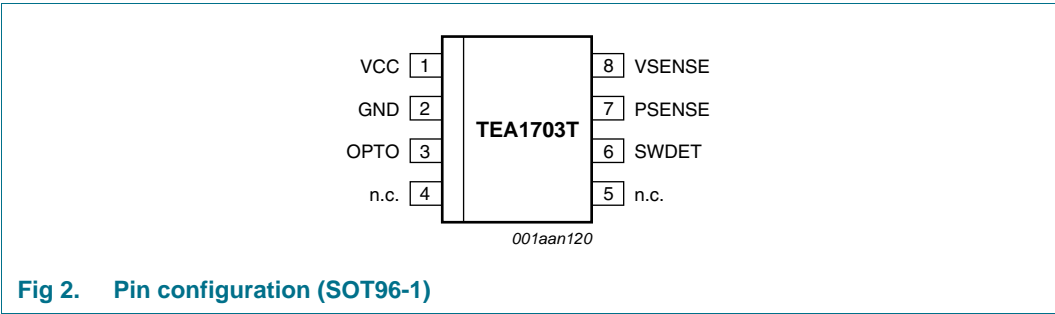 VCC 1 8 VSENSE
GND 2 7 PSENSE
TEA1703T
OPTO 3 6 SWDET
n.c. 4 5 n.c.
001aan120
Fig 2. Pin configuration (SOT96-1)